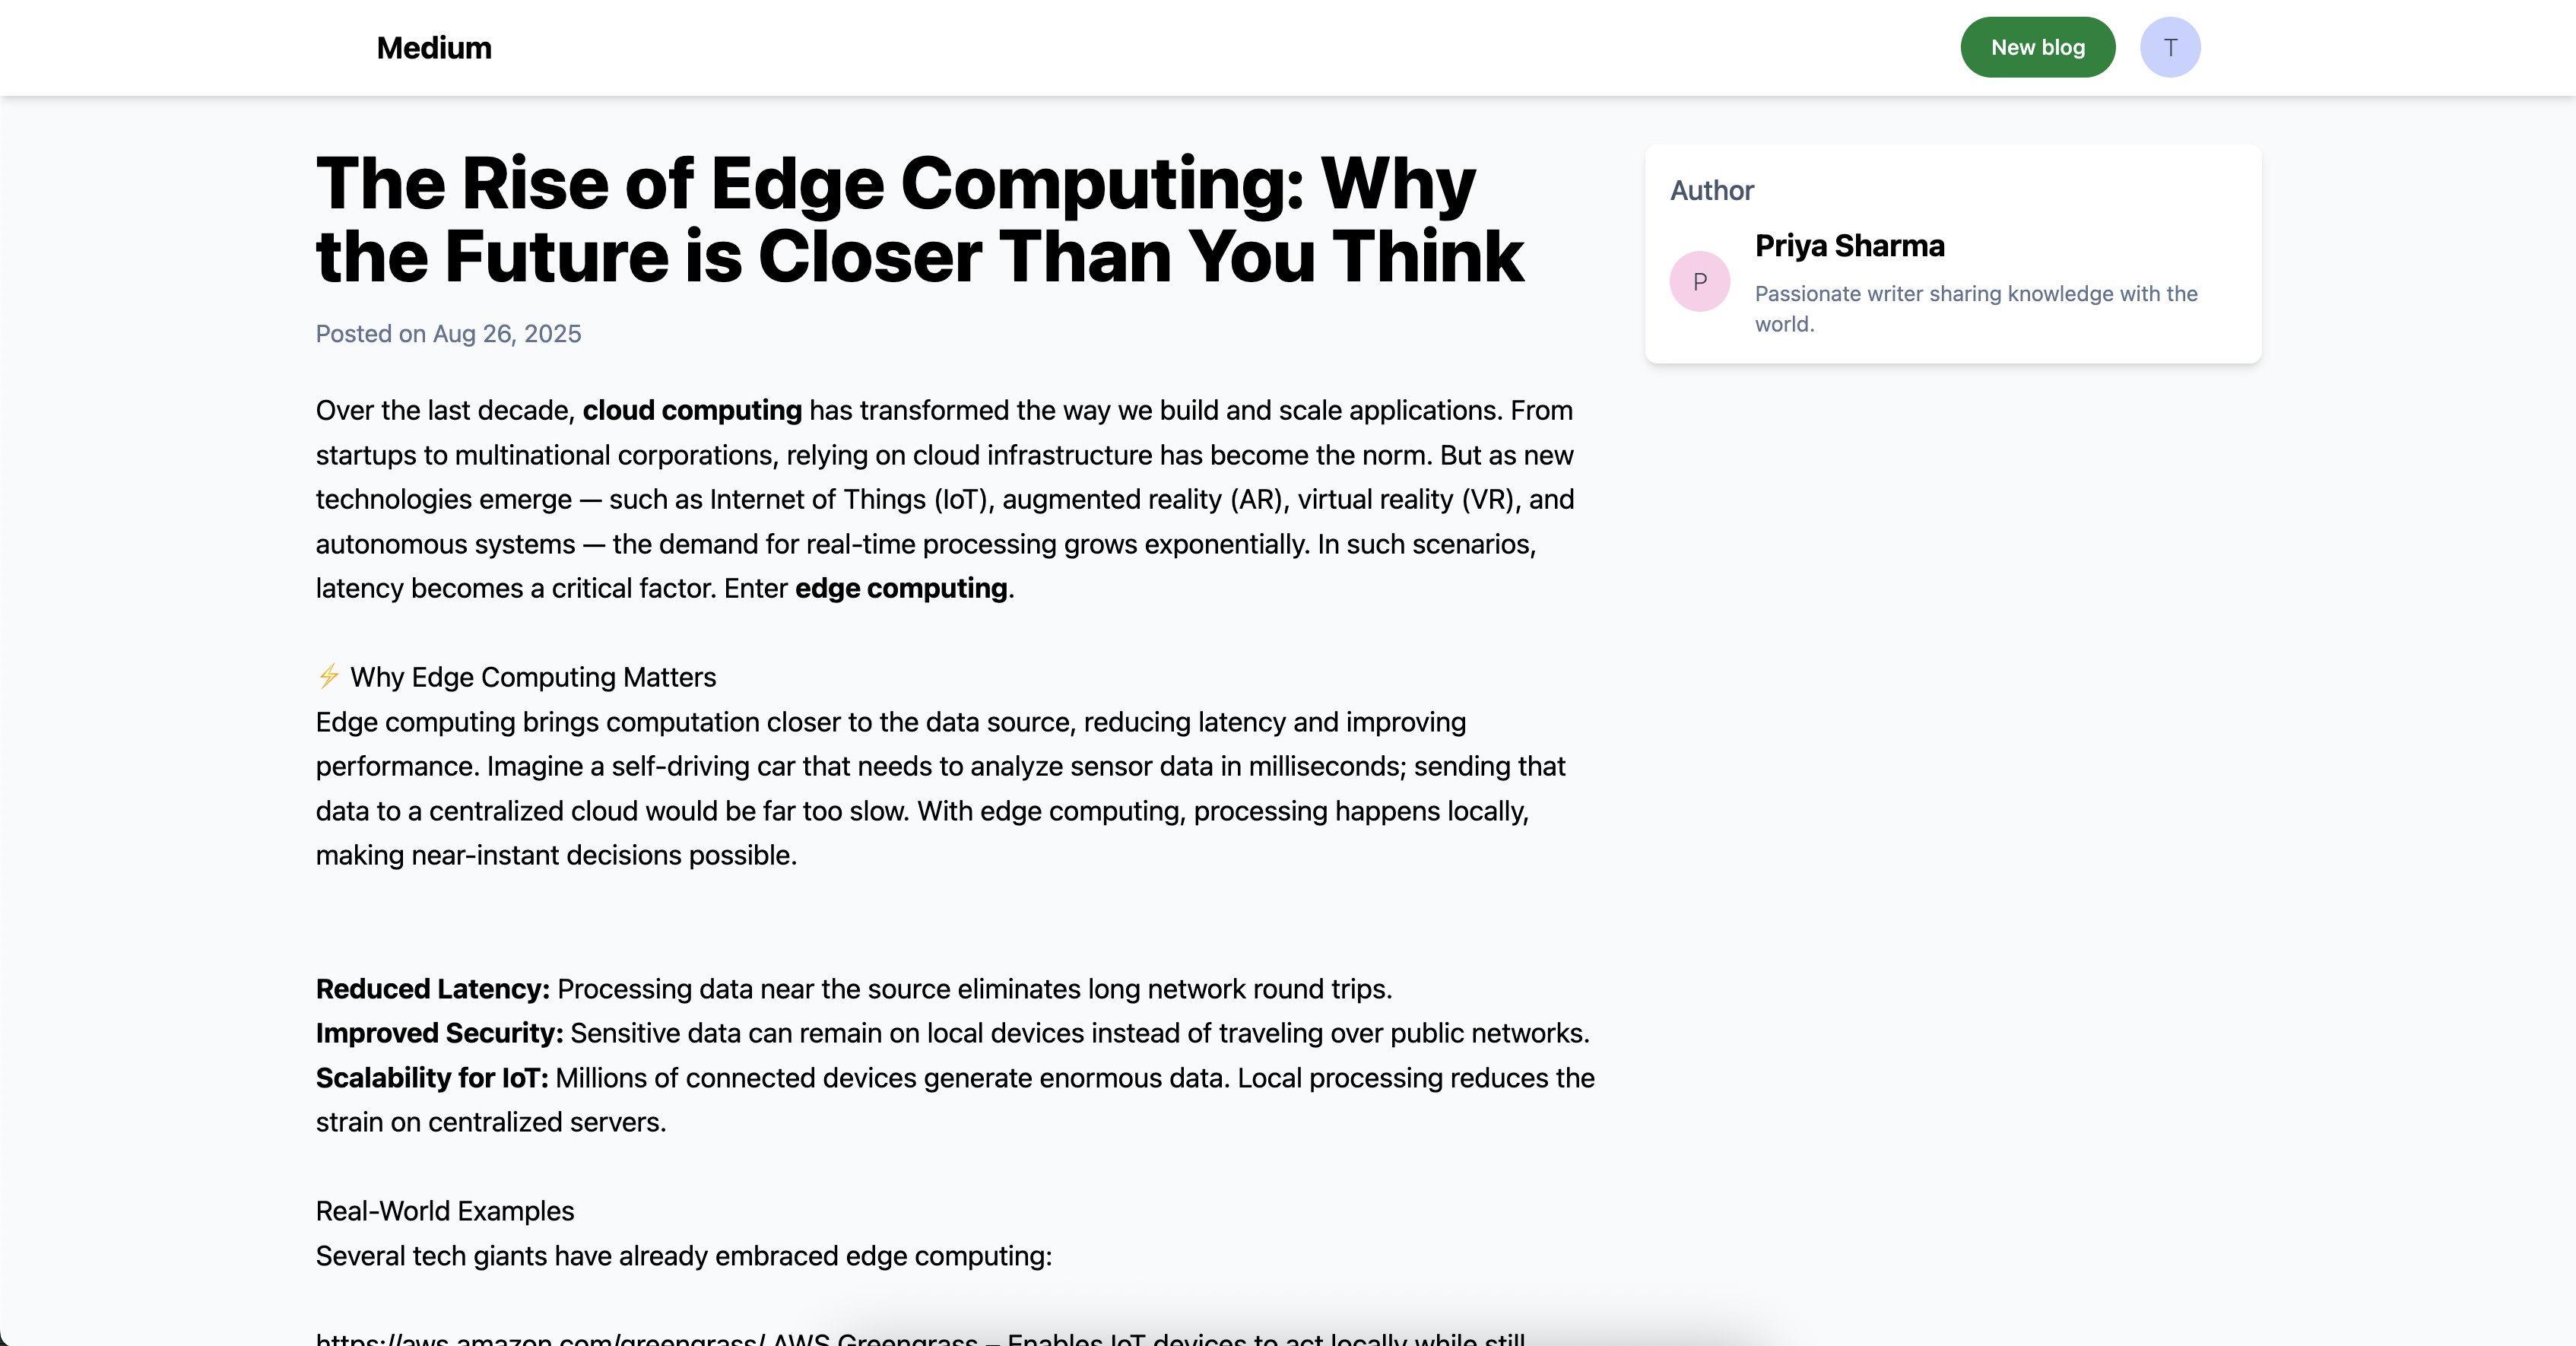 Medium
New blog
T
The Rise of Edge Computing: Why
the Future is Closer Than You Think
Posted on Aug 26, 2025
Over the last decade, cloud computing has transformed the way we build and scale applications. From
startups to multinational corporations, relying on cloud infrastructure has become the norm. But as new
technologies emerge — such as Internet of Things (IoT), augmented reality (AR), virtual reality (VR), and
autonomous systems — the demand for real-time processing grows exponentially. In such scenarios,
latency becomes a critical factor. Enter edge computing.
⚡ Why Edge Computing Matters
Edge computing brings computation closer to the data source, reducing latency and improving
performance. Imagine a self-driving car that needs to analyze sensor data in milliseconds; sending that
data to a centralized cloud would be far too slow. With edge computing, processing happens locally,
making near-instant decisions possible.
Reduced Latency: Processing data near the source eliminates long network round trips.
Improved Security: Sensitive data can remain on local devices instead of traveling over public networks.
Scalability for IoT: Millions of connected devices generate enormous data. Local processing reduces the
strain on centralized servers.
Real-World Examples
Several tech giants have already embraced edge computing:
https://aws.amazon.com/greengrass/ AWS Greengrass – Enables IoT devices to act locally while still
Author
P
Priya Sharma
Passionate writer sharing knowledge with the
world.